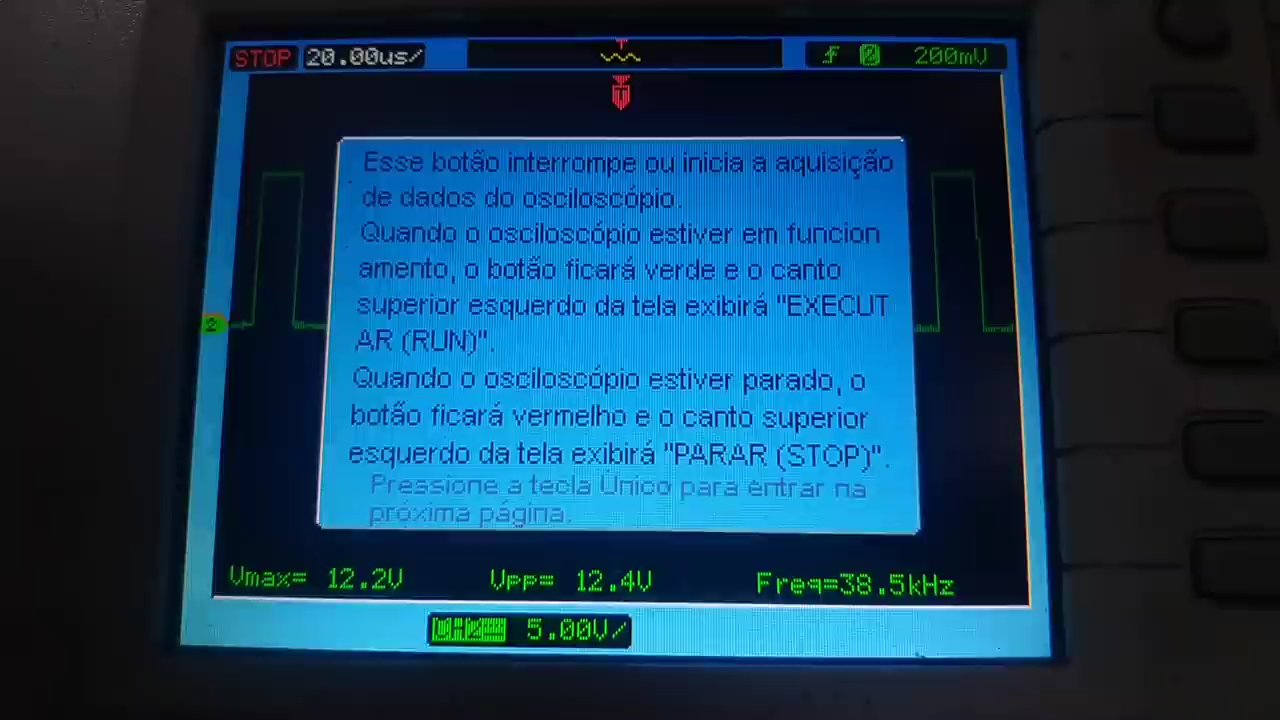 STOP 20.00us/ T 2 200mV
Esse botão interrompe ou inicia a aquisição
de dados do osciloscópio.
Quando o osciloscópio estiver em funcion
amento, o botão ficará verde e o canto
superior esquerdo da tela exibirá "EXECUT
AR (RUN)".
Quando o osciloscópio estiver parado, o
botão ficará vermelho e o canto superior
esquerdo da tela exibirá "PARAR (STOP)".
Pressione a tecla Único para entrar na
próxima página.
2
Vmax= 12.2V Vpp= 12.4V Freq=38.5kHz
5.00V/